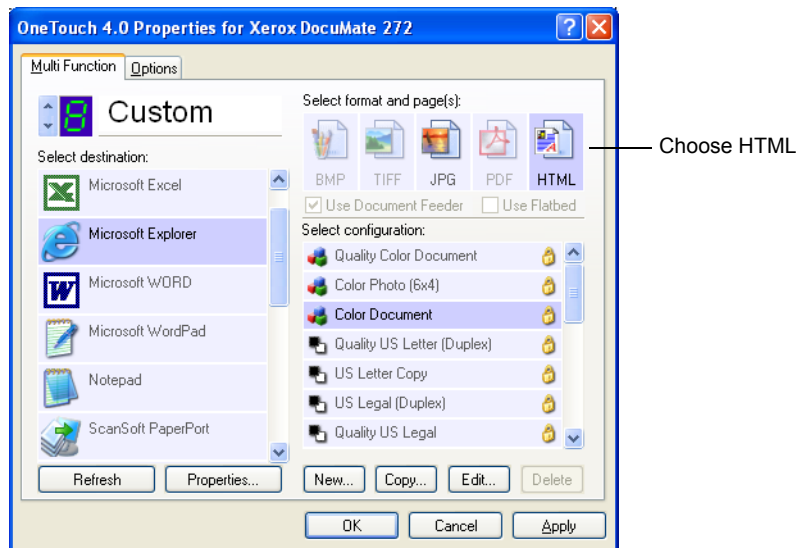 OneTouch 4.0 Properties for Xerox DocuMate 272
Multi Function
Options
8
Custom
Select destination:
Microsoft Excel
Microsoft Explorer
Microsoft WORD
Microsoft WordPad
Notepad
ScanSoft PaperPort
Refresh
Properties...
Select format and page(s):
BMP TIFF JPG PDF HTML
Use Document Feeder
Use Flatbed
Select configuration:
Quality Color Document
Color Photo (6x4)
Color Document
Quality US Letter (Duplex)
US Letter Copy
US Legal (Duplex)
Quality US Legal
New...
Copy...
Edit...
Delete
OK
Cancel
Apply
Choose HTML